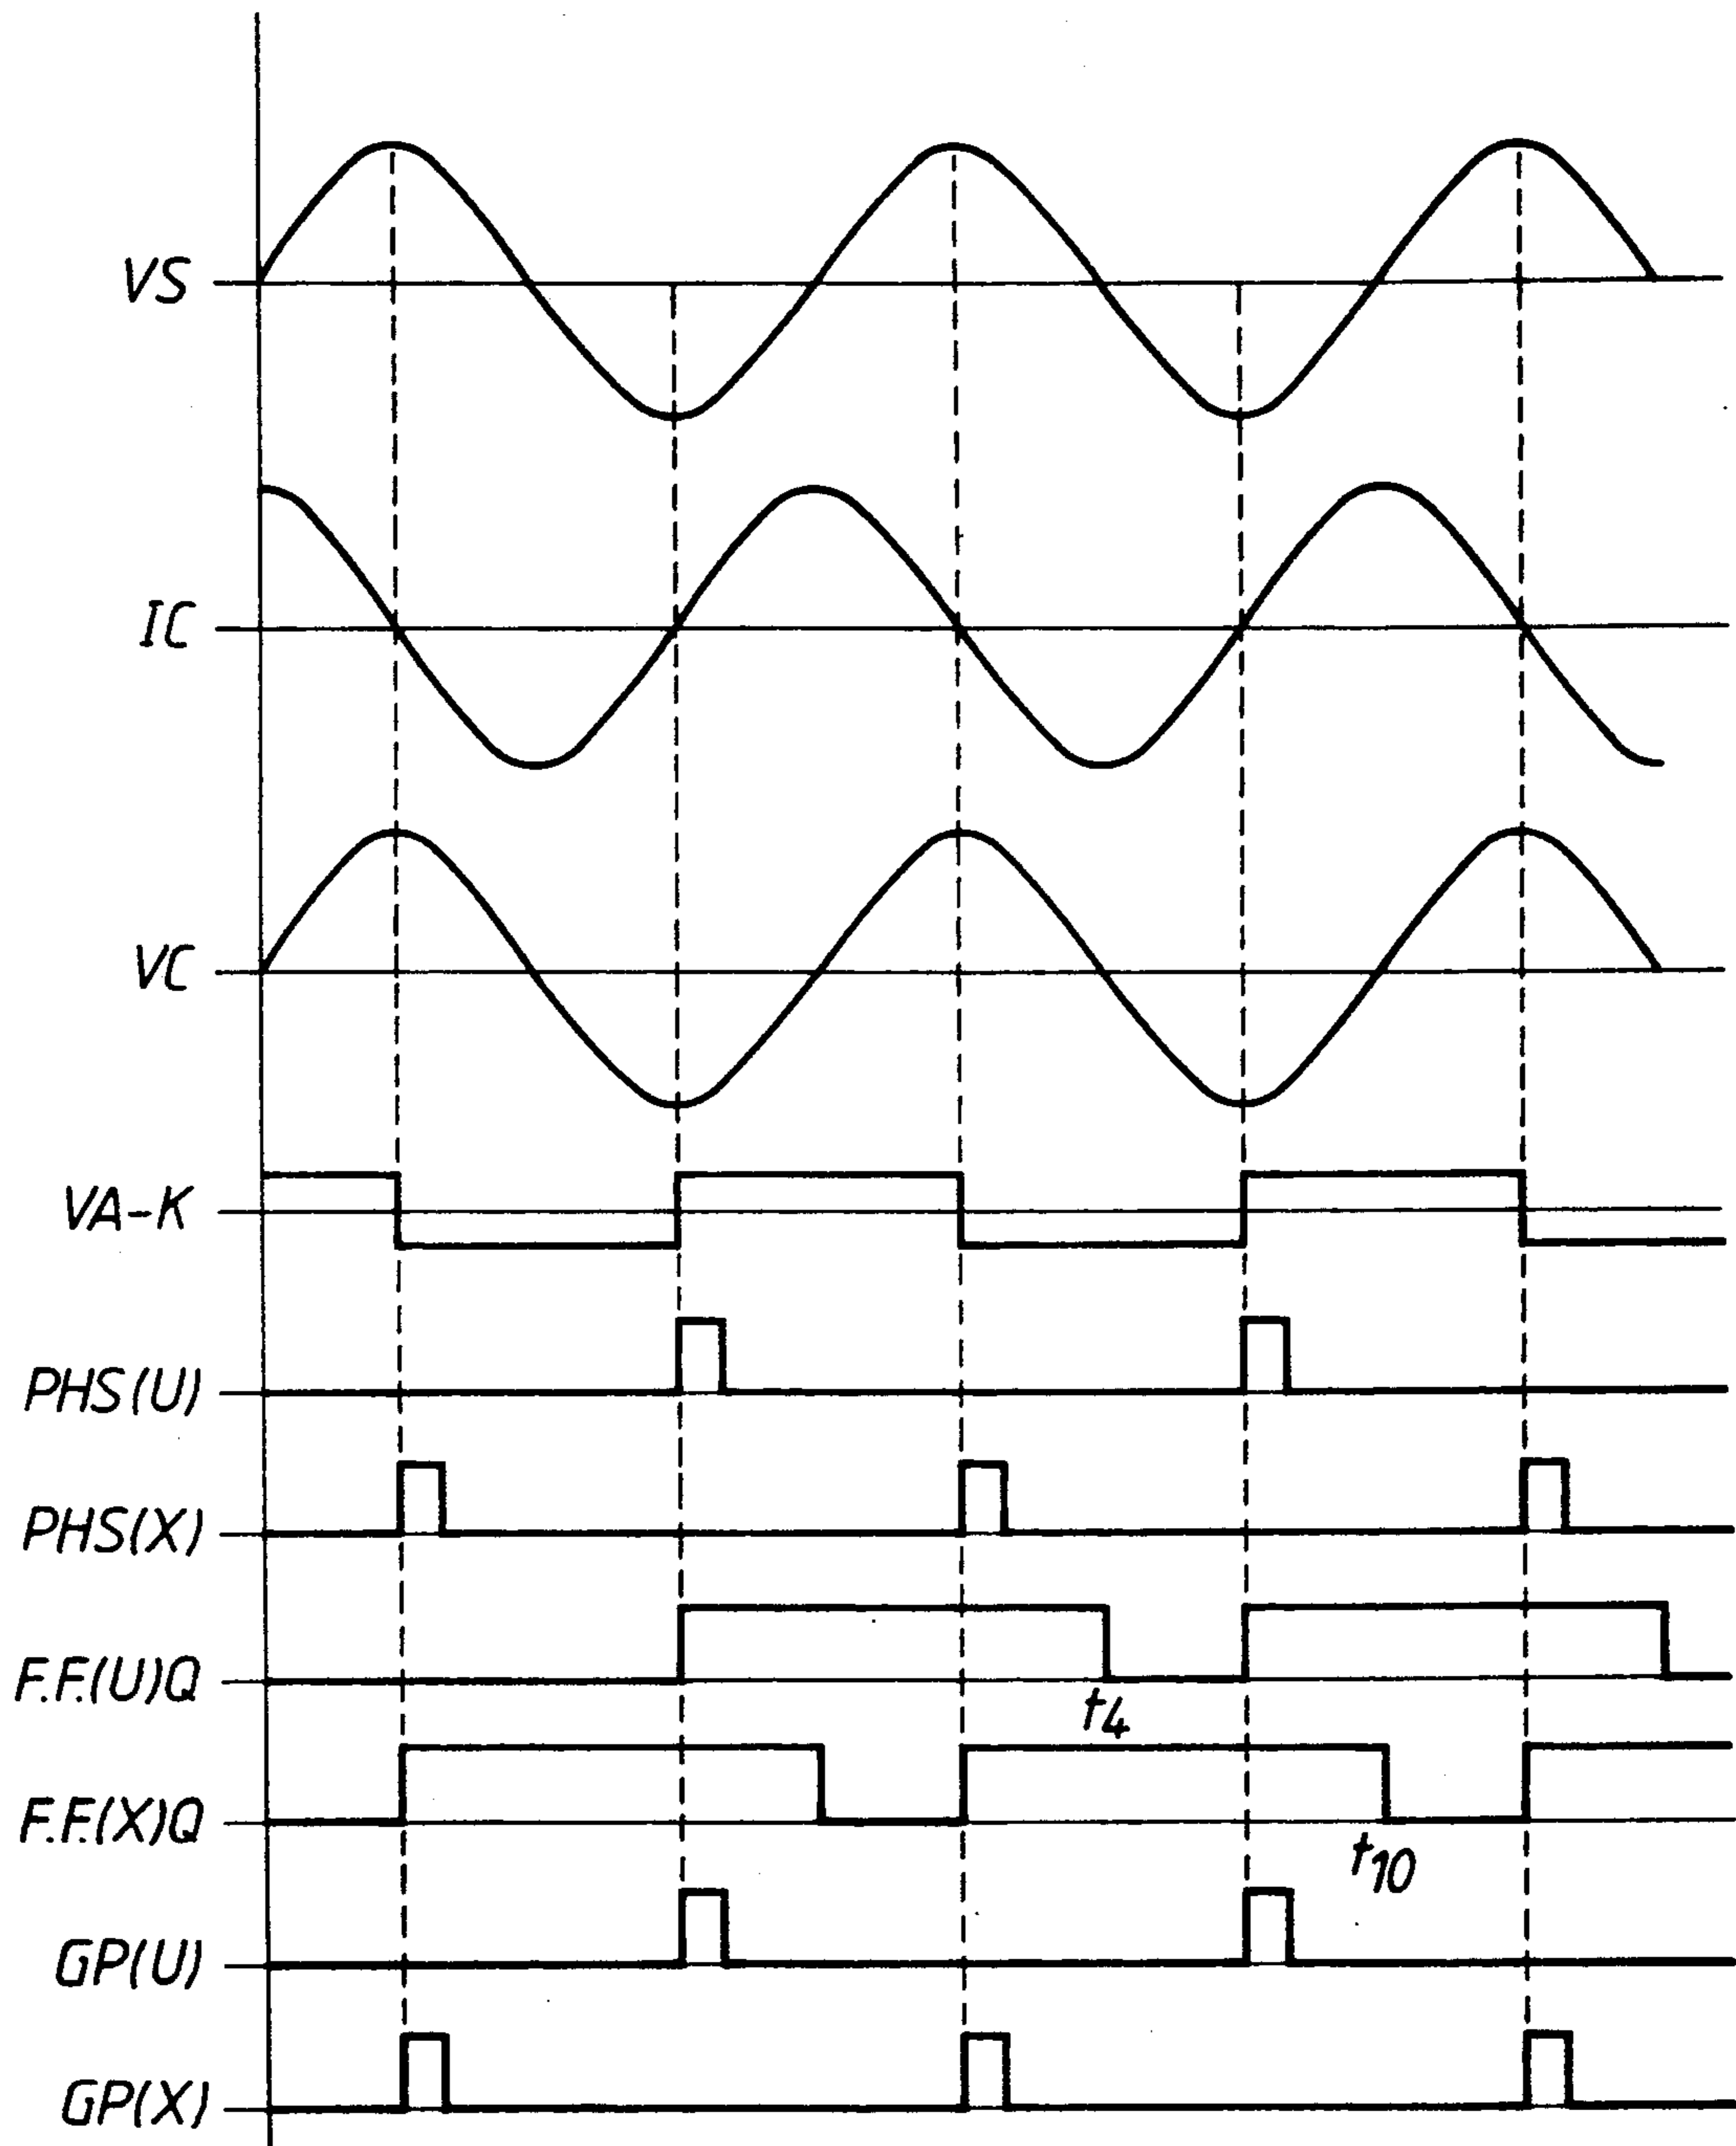 VS
IC
VC
VA-K
PHS(U)
PHS(X)
F.F.(U)Q
t4
F.F.(X)Q
t10
GP(U)
GP(X)